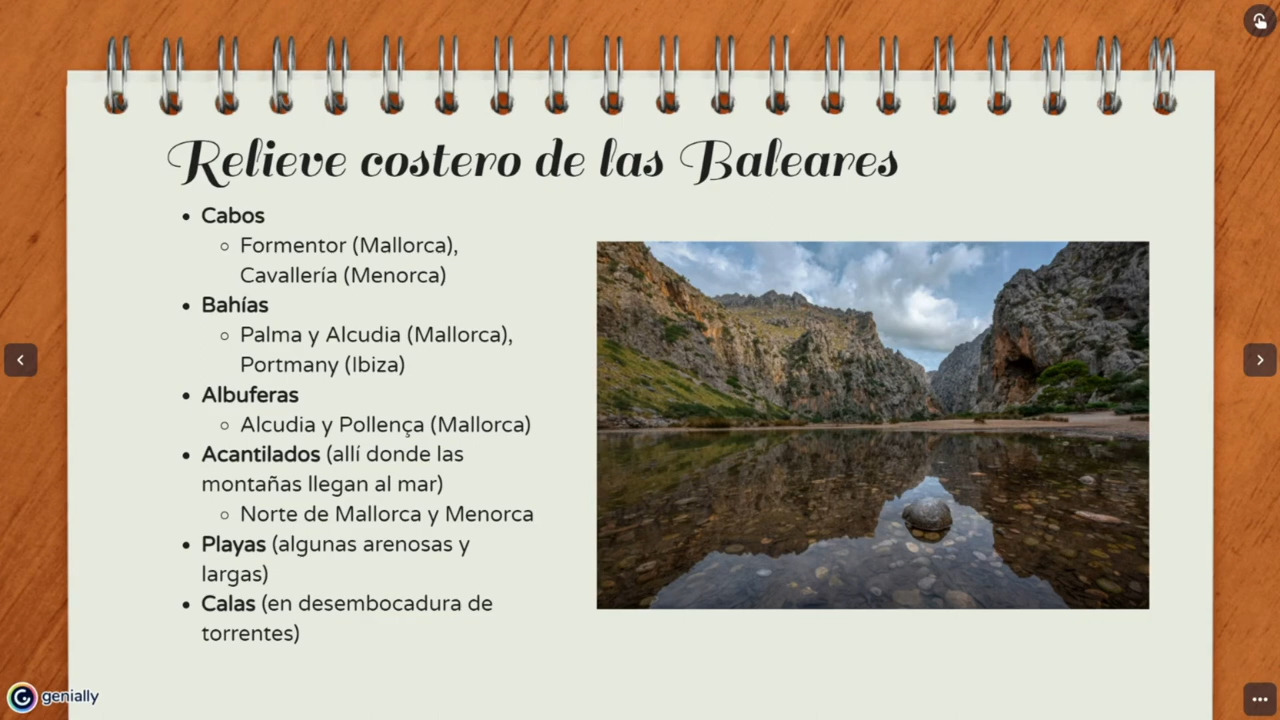 Relieve costero de las Baleares
Cabos
Formentor (Mallorca),
Cavallería (Menorca)
Bahías
Palma y Alcudia (Mallorca),
Portmany (Ibiza)
Albuferas
Alcudia y Pollença (Mallorca)
Acantilados (allí donde las
montañas llegan al mar)
Norte de Mallorca y Menorca
Playas (algunas arenosas y
largas)
Calas (en desembocadura de
torrentes)
genially